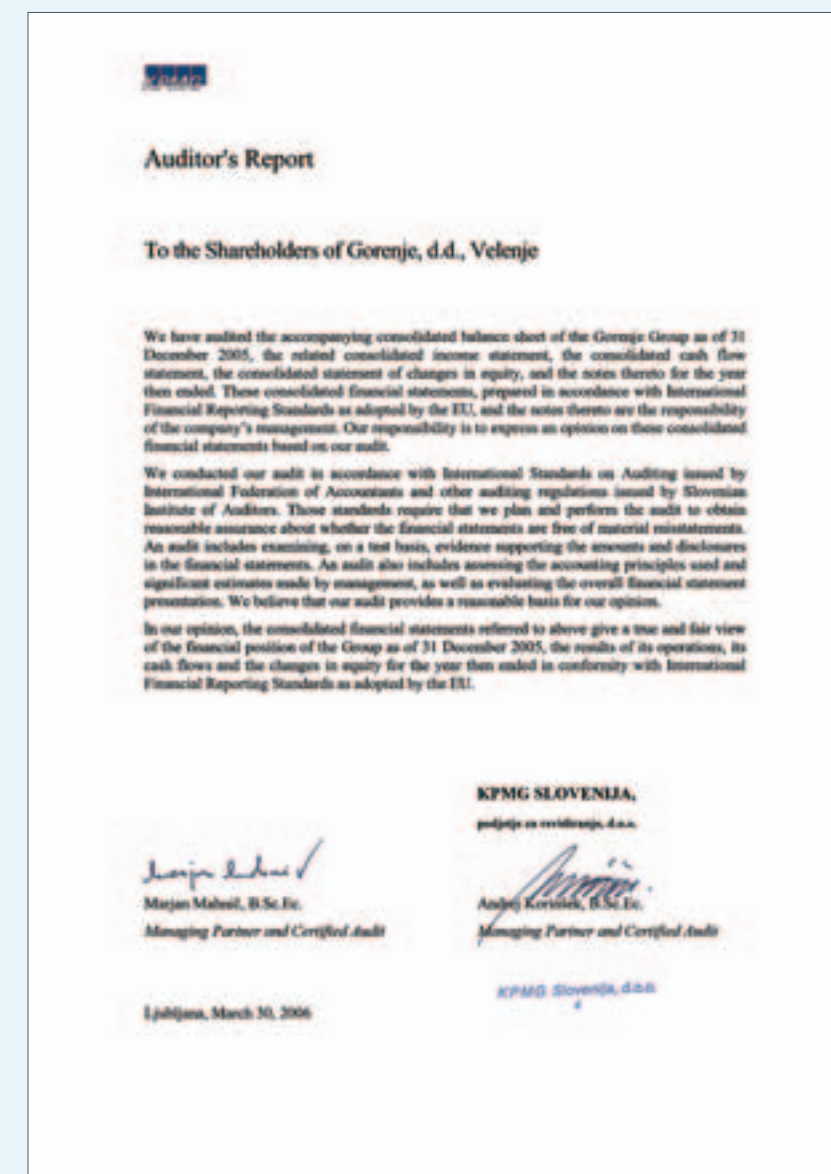 KPMG
Auditor's Report
To the Shareholders of Gorenje, d.d., Velenje
We have audited the accompanying consolidated balance sheet of the Gorenje Group as of 31
December 2005, the related consolidated income statement, the consolidated cash flow
statement, the consolidated statement of changes in equity, and the notes thereto for the year
then ended. These consolidated financial statements, prepared in accordance with International
Financial Reporting Standards as adopted by the EU, and the notes thereto are the responsibility
of the company's management. Our responsibility is to express an opinion on these consolidated
financial statements based on our audit.
We conducted our audit in accordance with International Standards on Auditing issued by
International Federation of Accountants and other auditing regulations issued by Slovenian
Institute of Auditors. Those standards require that we plan and perform the audit to obtain
reasonable assurance about whether the financial statements are free of material misstatements.
An audit includes examining, on a test basis, evidence supporting the amounts and disclosures
in the financial statements. An audit also includes assessing the accounting principles used and
significant estimates made by management, as well as evaluating the overall financial statement
presentation. We believe that our audit provides a reasonable basis for our opinion.
In our opinion, the consolidated financial statements referred to above give a true and fair view
of the financial position of the Group as of 31 December 2005, the results of its operations, its
cash flows and the changes in equity for the year then ended in conformity with International
Financial Reporting Standards as adopted by the EU.
KPMG SLOVENIJA,
podjetje za revidiranje, d.o.o.
Marjan Mahnič, B.Sc.Ec.
Andrej Korinšek, B.Sc.Ec.
Managing Partner and Certified Audit
Managing Partner and Certified Audit
KPMG Slovenija, d.o.o.
Ljubljana, March 30, 2006